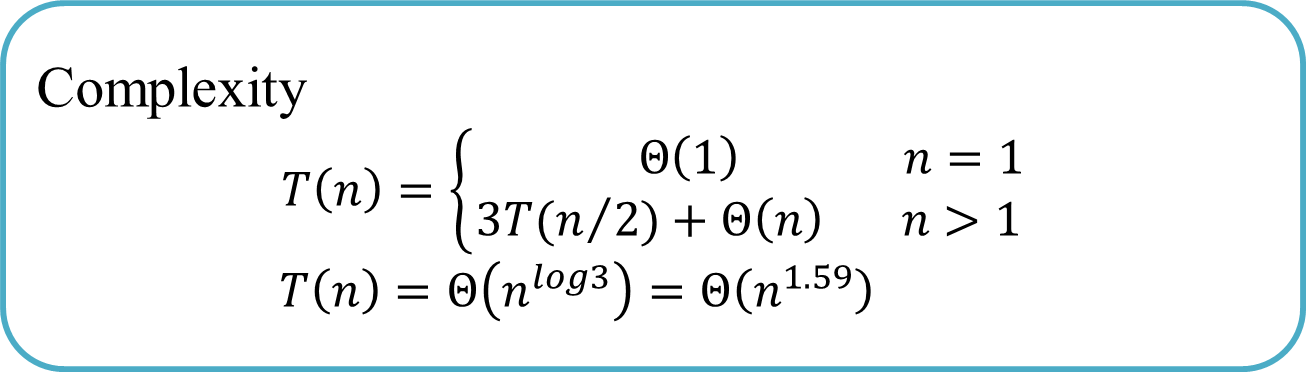 Complexity
T(n) = { Θ(1) n = 1
3T(n/2) + Θ(n) n > 1
T(n) = Θ(n^{log3}) = Θ(n^{1.59})